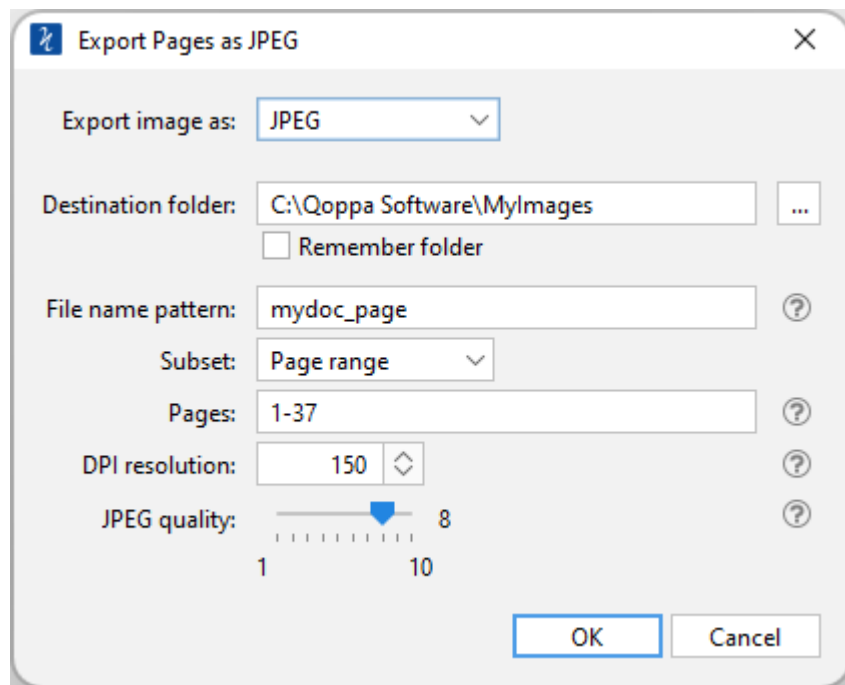 Export Pages as JPEG
Export image as: JPEG
Destination folder: C:\Qoppa Software\MyImages ...
Remember folder
File name pattern: mydoc_page ?
Subset: Page range
Pages: 1-37 ?
DPI resolution: 150 ?
JPEG quality: 8 ?
1 10
OK Cancel